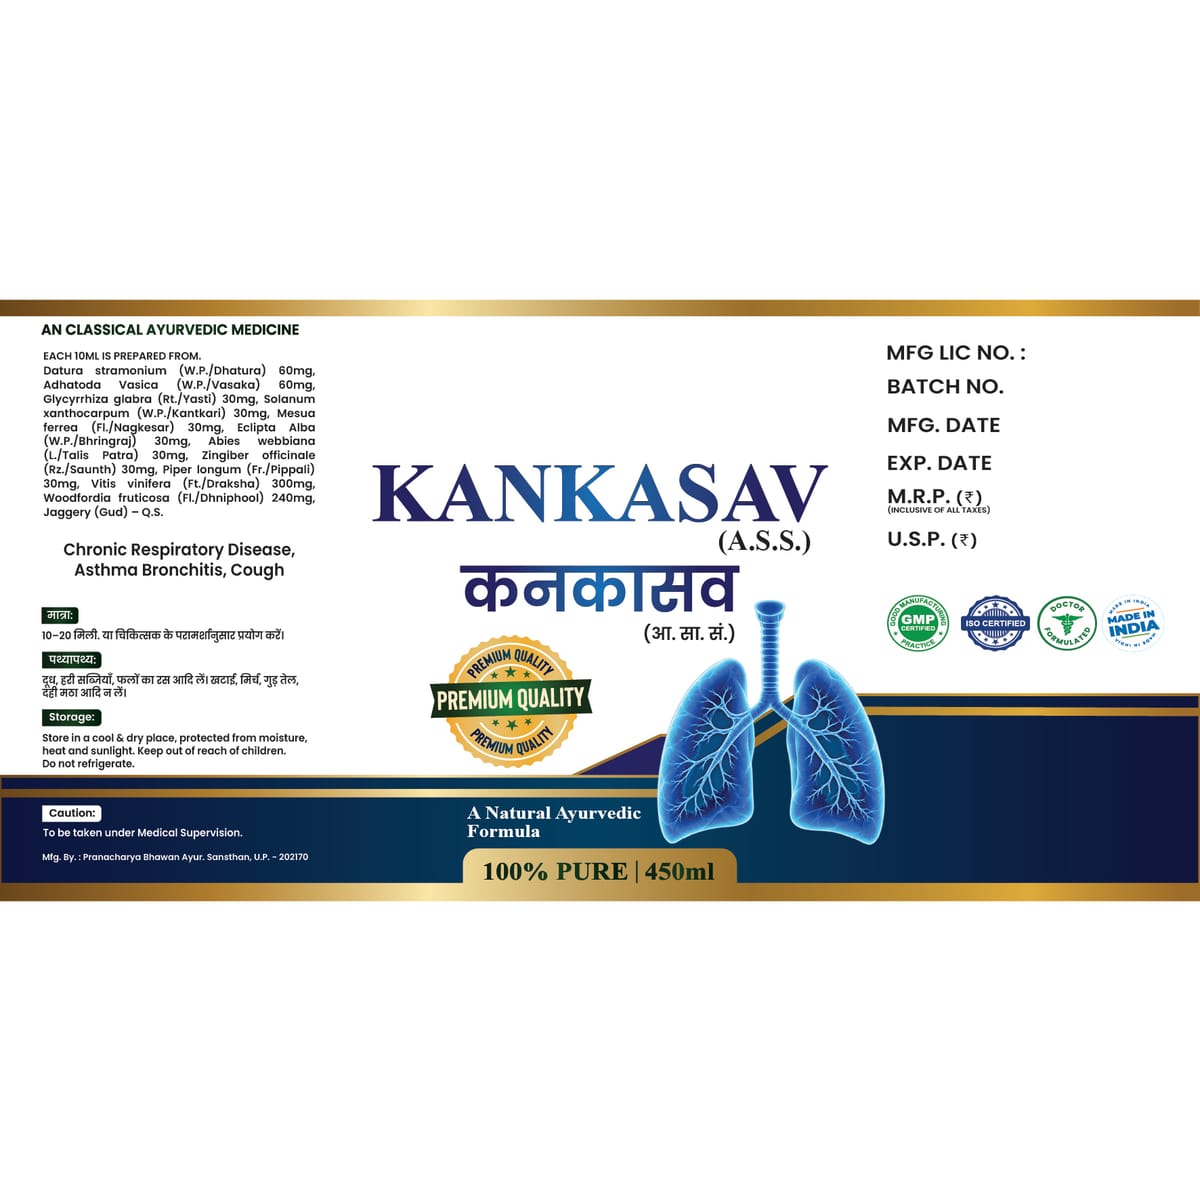 AN CLASSICAL AYURVEDIC MEDICINE
EACH 10ML IS PREPARED FROM.
Datura stramonium (W.P./Dhatura) 60mg,
Adhatoda Vasica (W.P./Vasaka) 60mg,
Glycyrrhiza glabra (Rt./Yasti) 30mg, Solanum
xanthocarpum (W.P./Kantkari) 30mg, Mesua
ferrea (Fl./Nagkesar) 30mg, Eclipta Alba
(W.P./Bhringraj) 30mg, Abies webbiana
(L./Talis Patra) 30mg, Zingiber officinale
(Rz./Saunth) 30mg, Piper longum (Fr./Pippali)
30mg, Vitis vinifera (Ft./Draksha) 300mg,
Woodfordia fruticosa (Fl./Dhniphool) 240mg,
Jaggery (Gud) – Q.S.
Chronic Respiratory Disease,
Asthma Bronchitis, Cough
मात्रा:
10-20 मिली. या चिकित्सक के परामर्शानुसार प्रयोग करें।
पथ्यापथ्य:
दूध, हरी सब्जियाँ, फलों का रस आदि लें। खटाई, मिर्च, गुड़ तेल,
दही मठा आदि न लें।
Storage:
Store in a cool & dry place, protected from moisture,
heat and sunlight. Keep out of reach of children.
Do not refrigerate.
Caution:
To be taken under Medical Supervision.
Mfg. By. : Pranacharya Bhawan Ayur. Sansthan, U.P. - 202170
KANKASAV
(A.S.S.)
कनकासव
(आ. सा. सं.)
PREMIUM QUALITY
PREMIUM QUALITY
PREMIUM QUALITY
A Natural Ayurvedic
Formula
100% PURE | 450ml
MFG LIC NO. :
BATCH NO.
MFG. DATE
EXP. DATE
M.R.P. (₹)
(INCLUSIVE OF ALL TAXES)
U.S.P. (₹)
GOOD MANUFACTURING
GMP
CERTIFIED
PRACTICE
ISO CERTIFIED
DOCTOR
FORMULATED
MADE IN INDIA
MADE IN
INDIA
MADE IN INDIA